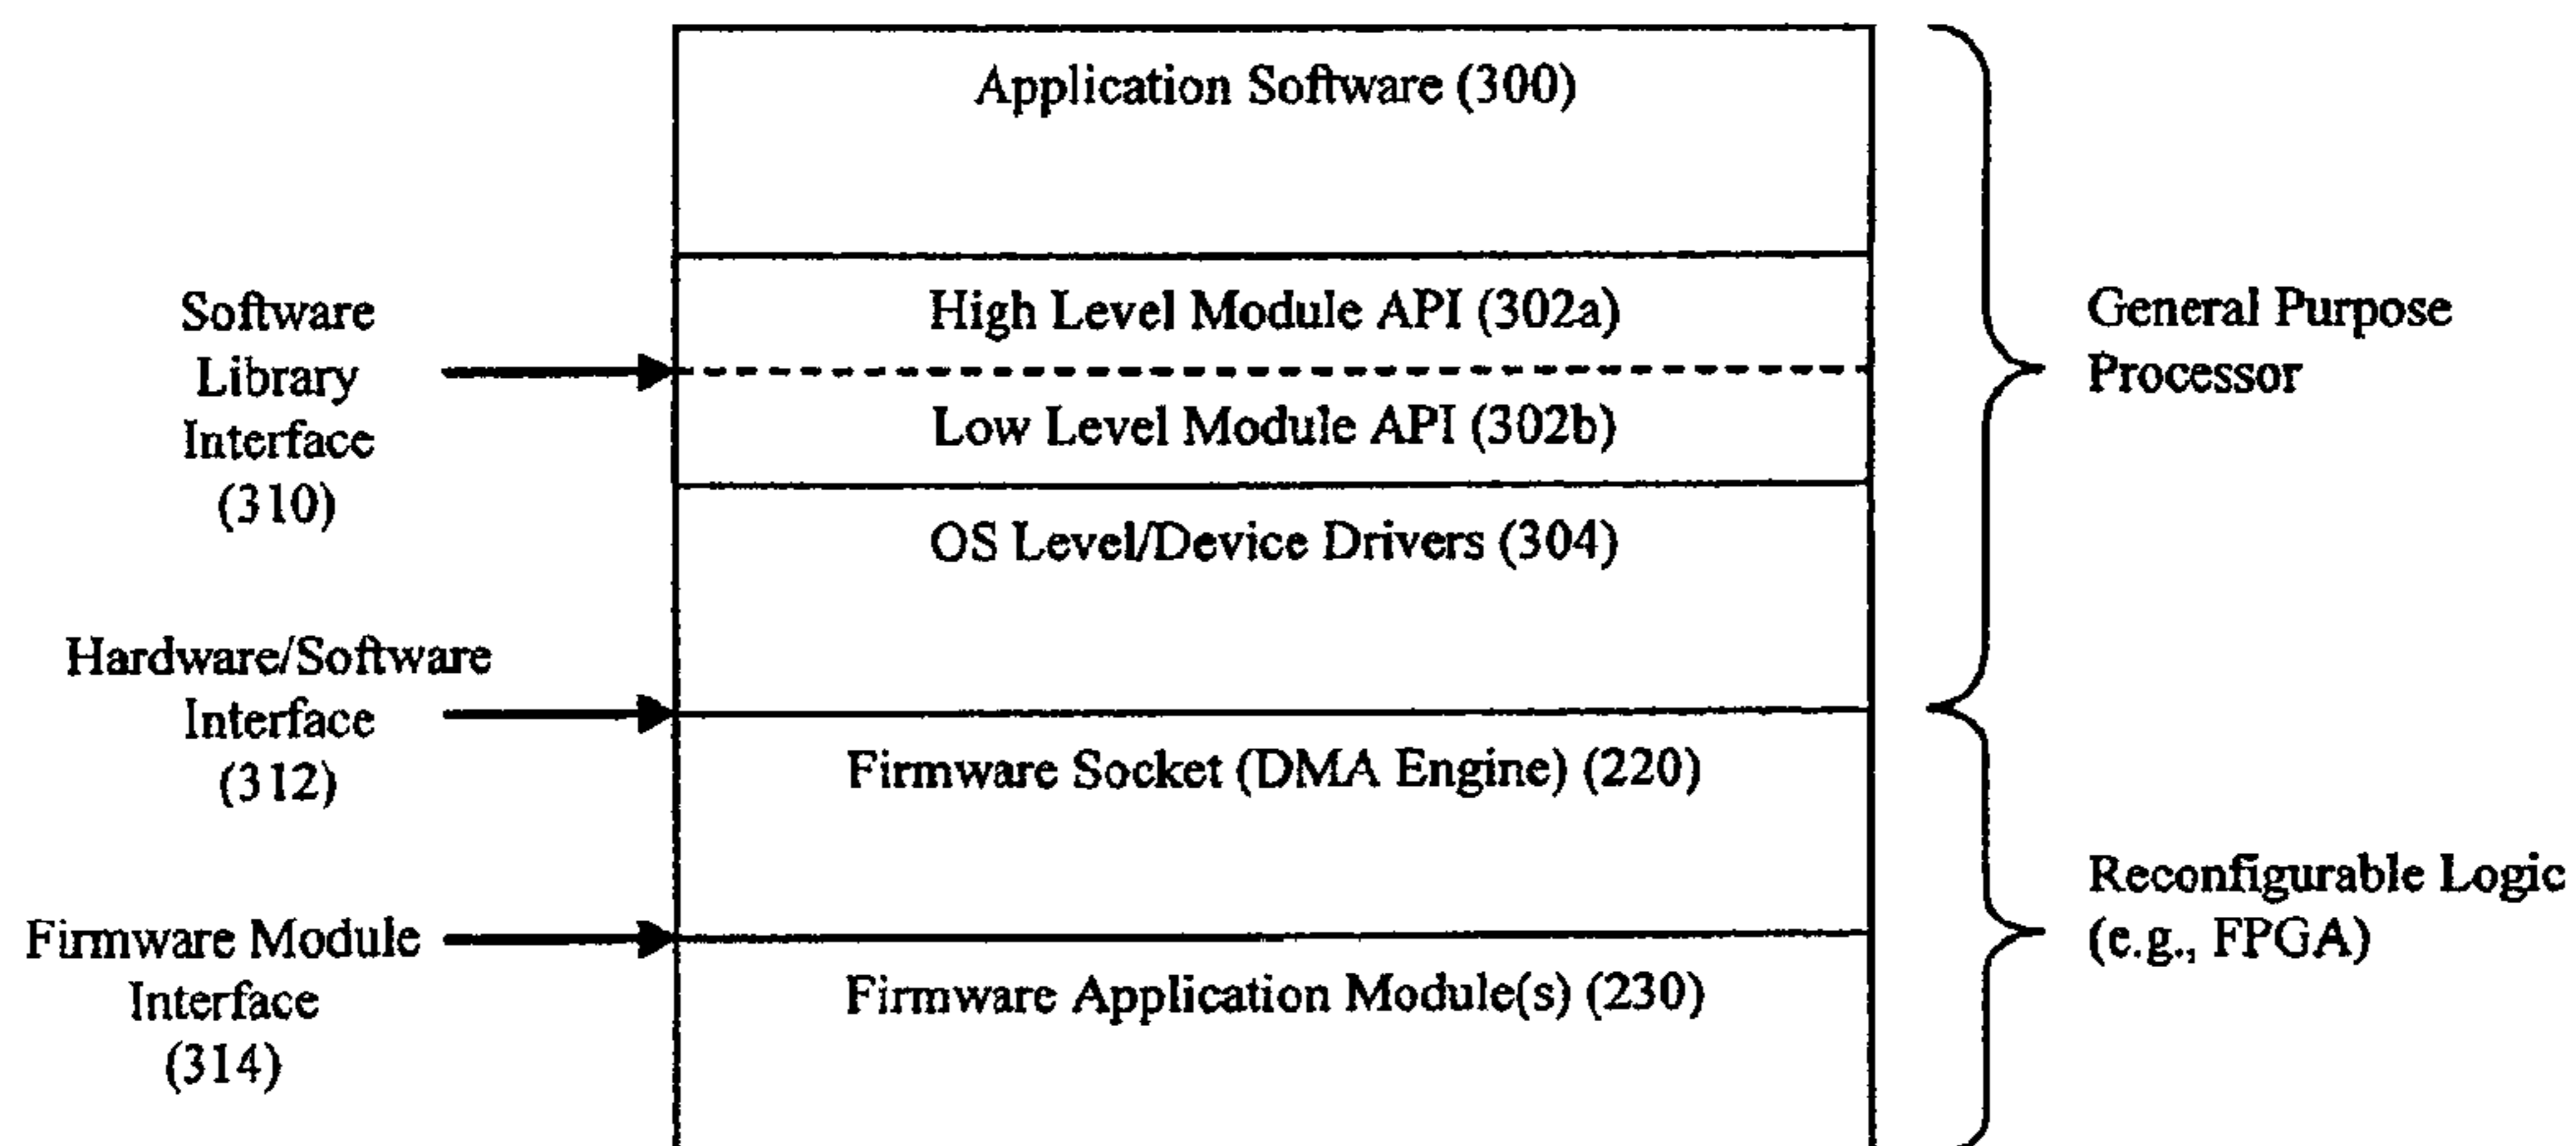 Application Software (300)
Software
Library
Interface
(310)
High Level Module API (302a)
Low Level Module API (302b)
General Purpose
Processor
OS Level/Device Drivers (304)
Hardware/Software
Interface
(312)
Firmware Socket (DMA Engine) (220)
Reconfigurable Logic
(e.g., FPGA)
Firmware Module
Interface
(314)
Firmware Application Module(s) (230)